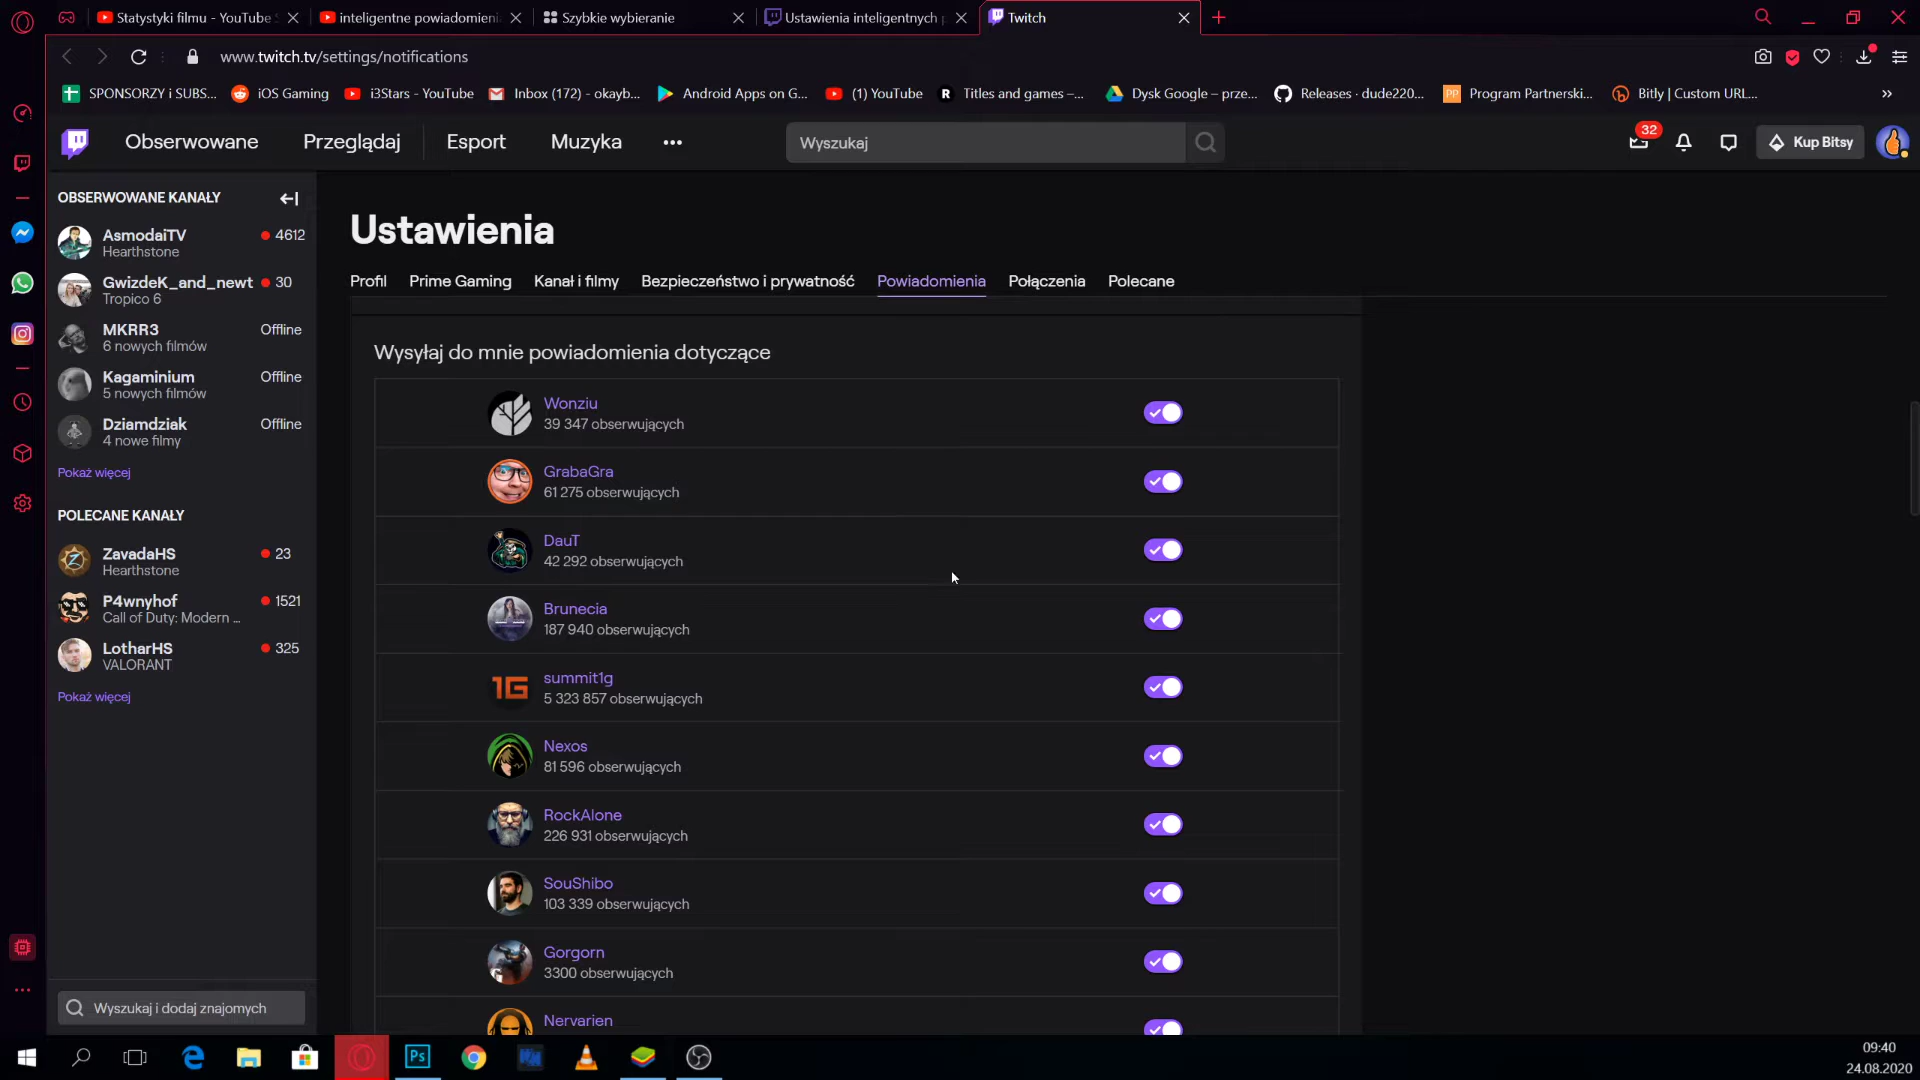 Statystyki filmu - YouTube
inteligentne powiadomieni
Szybkie wybieranie
Ustawienia inteligentnych
Twitch
www.twitch.tv/settings/notifications
SPONSORZY i SUBS...
iOS Gaming
i3Stars - YouTube
Inbox (172) - okayb...
Android Apps on G...
(1) YouTube
R
Titles and games –...
Dysk Google – prze...
Releases · dude220...
PP
Program Partnerski...
Bitly | Custom URL...
»
Obserwowane
Przeglądaj
Esport
Muzyka
Wyszukaj
32
Kup Bitsy
OBSERWOWANE KANAŁY
AsmodaiTV
4612
Hearthstone
GwizdeK_and_newt
30
Tropico 6
MKRR3
Offline
6 nowych filmów
Kagaminium
Offline
5 nowych filmów
Dziamdziak
Offline
4 nowe filmy
Pokaż więcej
POLECANE KANAŁY
ZavadaHS
23
Hearthstone
P4wnyhof
1521
Call of Duty: Modern ...
LotharHS
325
VALORANT
Pokaż więcej
Wyszukaj i dodaj znajomych
Ustawienia
Profil
Prime Gaming
Kanał i filmy
Bezpieczeństwo i prywatność
Powiadomienia
Połączenia
Polecane
Wysyłaj do mnie powiadomienia dotyczące
Wonziu
39 347 obserwujących
GrabaGra
61 275 obserwujących
DauT
42 292 obserwujących
Brunecia
187 940 obserwujących
1G
summit1g
5 323 857 obserwujących
Nexos
81 596 obserwujących
RockAlone
226 931 obserwujących
SouShibo
103 339 obserwujących
Gorgorn
3300 obserwujących
Nervarien
Ps
09:40
24.08.2020